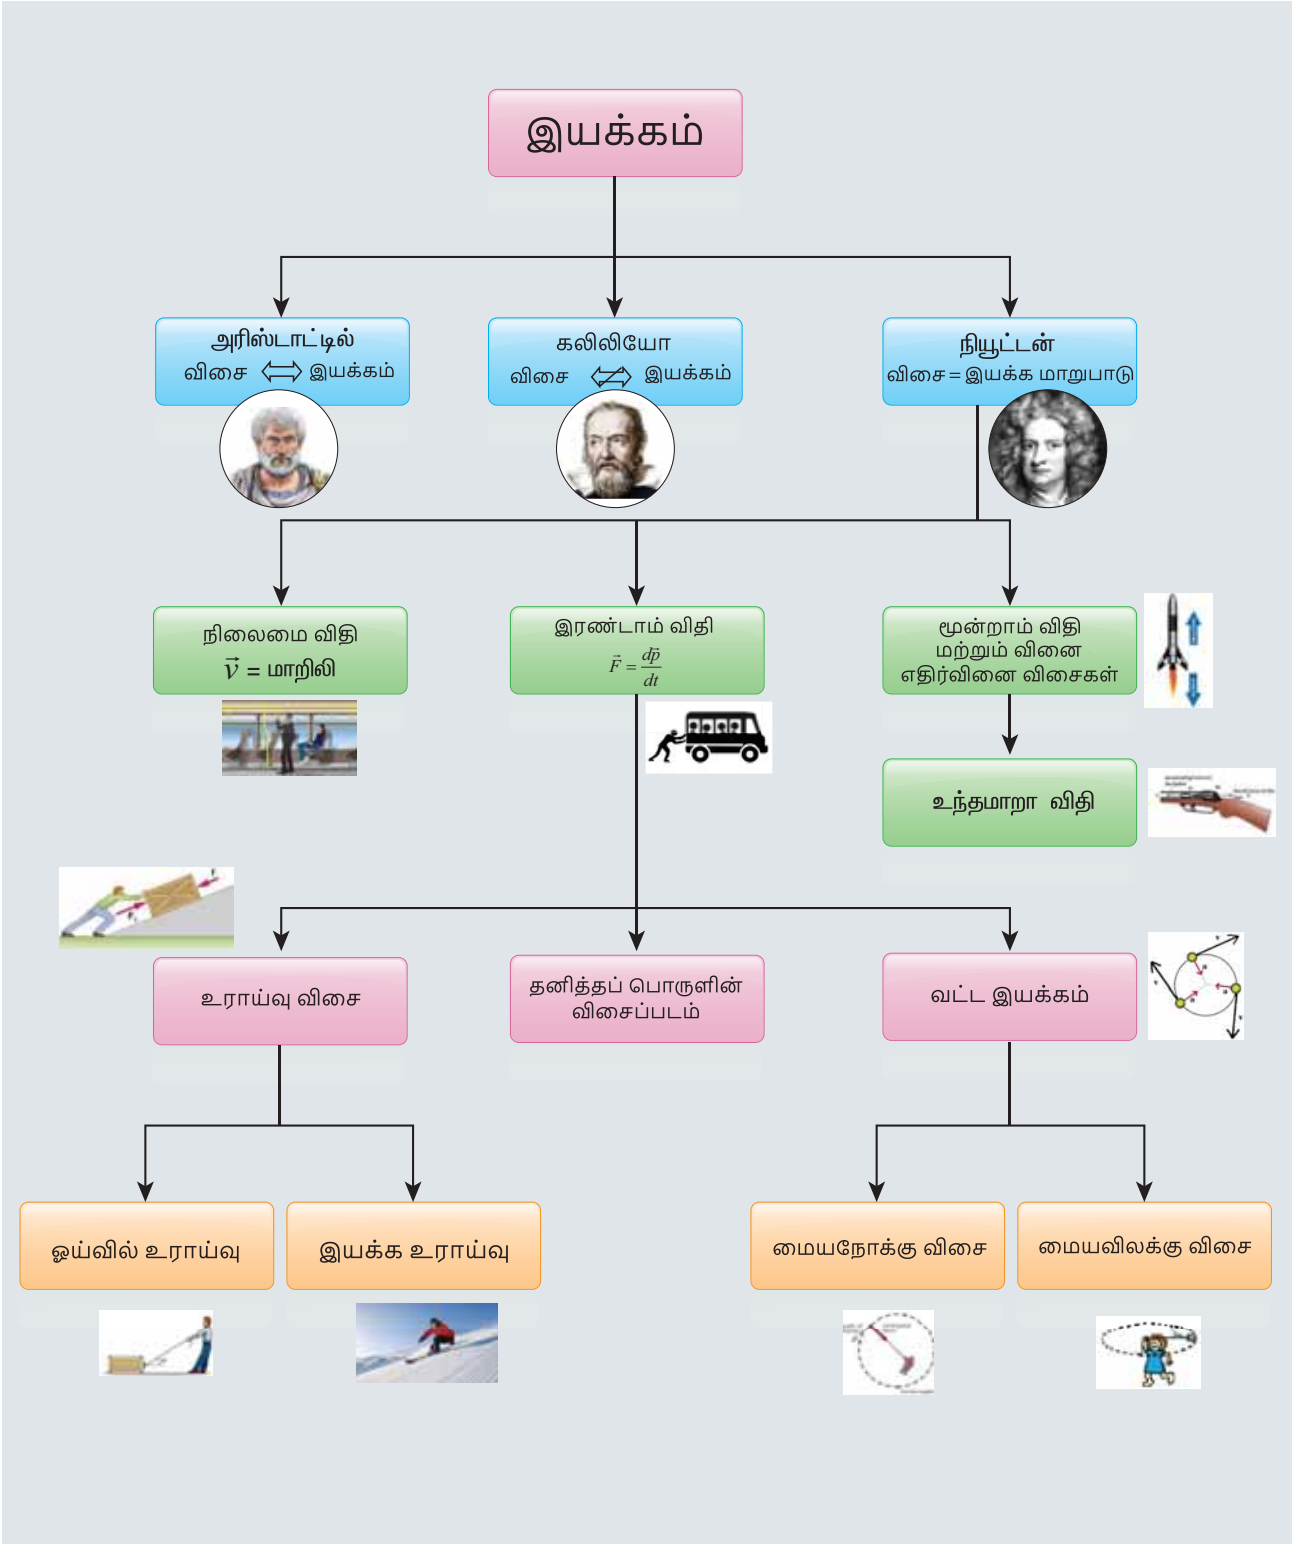 இயக்கம்
அரிஸ்டாட்டில்
விசை ⇔ இயக்கம்
கலிலியோ
விசை ⇎ இயக்கம்
நியூட்டன்
விசை = இயக்க மாறுபாடு
நிலைமை விதி
v⃗ = மாறிலி
இரண்டாம் விதி
F⃗ = dp⃗/dt
மூன்றாம் விதி
மற்றும் வினை
எதிர்வினை விசைகள்
உந்தமாறா விதி
உராய்வு விசை
தனித்தப் பொருளின்
விசைப்படம்
வட்ட இயக்கம்
ஓய்வில் உராய்வு
இயக்க உராய்வு
மையநோக்கு விசை
மையவிலக்கு விசை